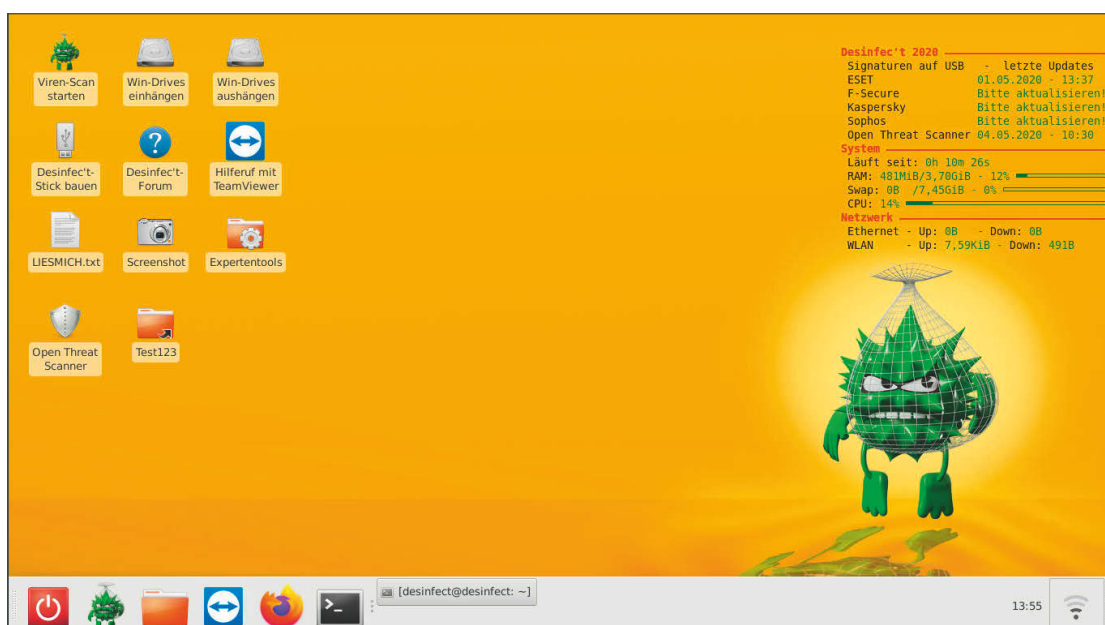 Viren-Scan
starten
Win-Drives
einhängen
Win-Drives
aushängen
Desinfec't-
Stick bauen
Desinfec't-
Forum
Hilferuf mit
TeamViewer
LIESMICH.txt
Screenshot
Expertentools
Open Threat
Scanner
Test123
Desinfec't 2020
Signaturen auf USB - letzte Updates
ESET 01.05.2020 - 13:37
F-Secure Bitte aktualisieren!
Kaspersky Bitte aktualisieren!
Sophos Bitte aktualisieren!
Open Threat Scanner 04.05.2020 - 10:30
System
Läuft seit: 0h 10m 26s
RAM: 481MiB/3,70GiB - 12%
Swap: 0B /7,45GiB - 0%
CPU: 14%
Netzwerk
Ethernet - Up: 0B - Down: 0B
WLAN - Up: 7,59KiB - Down: 491B
[desinfect@desinfect: ~]
13:55